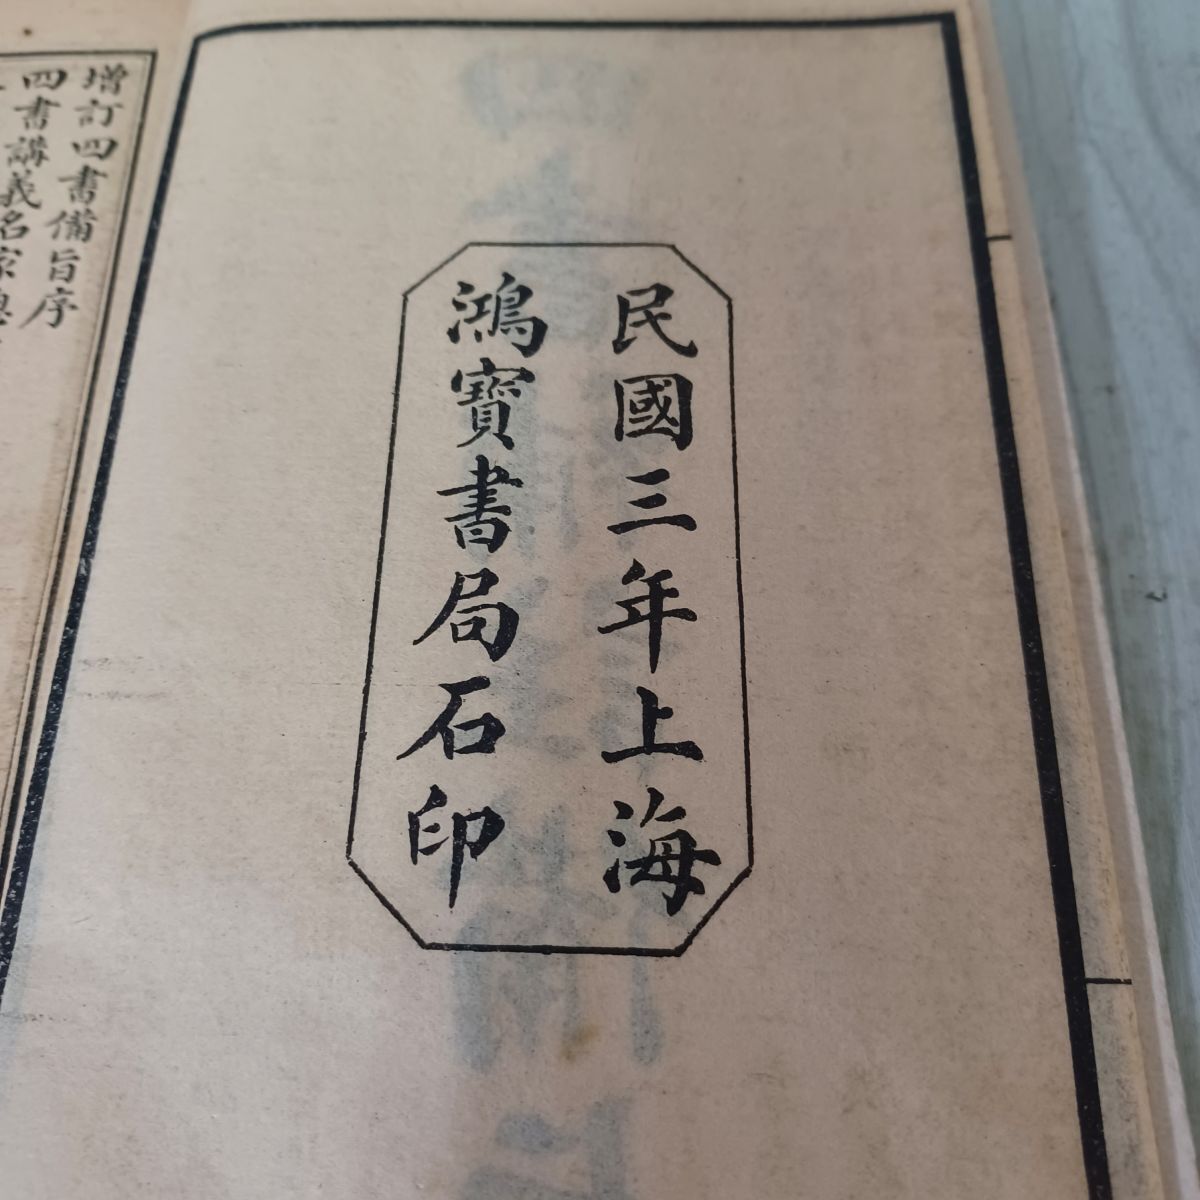 民國三年上海
鴻寶書局石印
增訂四書備旨序
四書講義名家